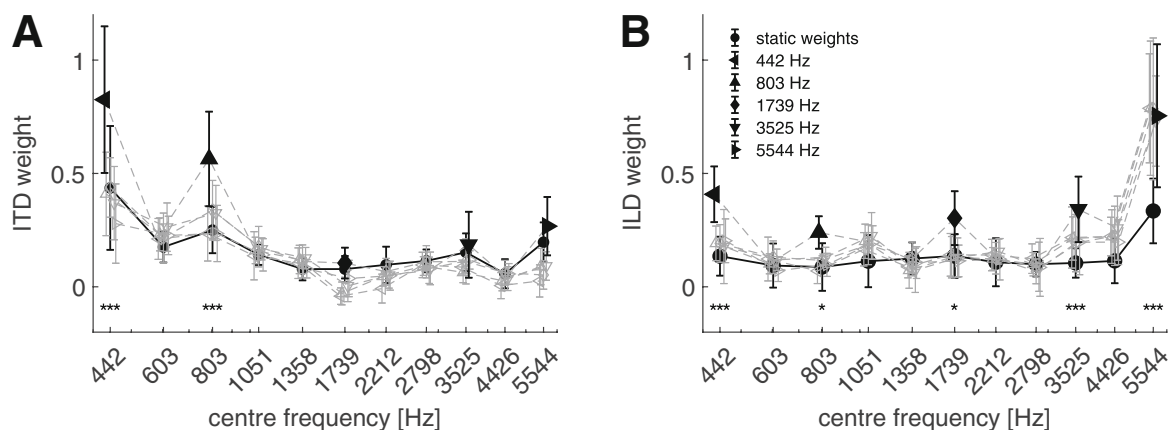 A
ITD weight
1
0.5
0
*** ***
442 603 803 1051 1358 1739 2212 2798 3525 4426 5544
centre frequency [Hz]
B
ILD weight
1
0.5
0
static weights
442 Hz
803 Hz
1739 Hz
3525 Hz
5544 Hz
*** * * *** ***
442 603 803 1051 1358 1739 2212 2798 3525 4426 5544
centre frequency [Hz]